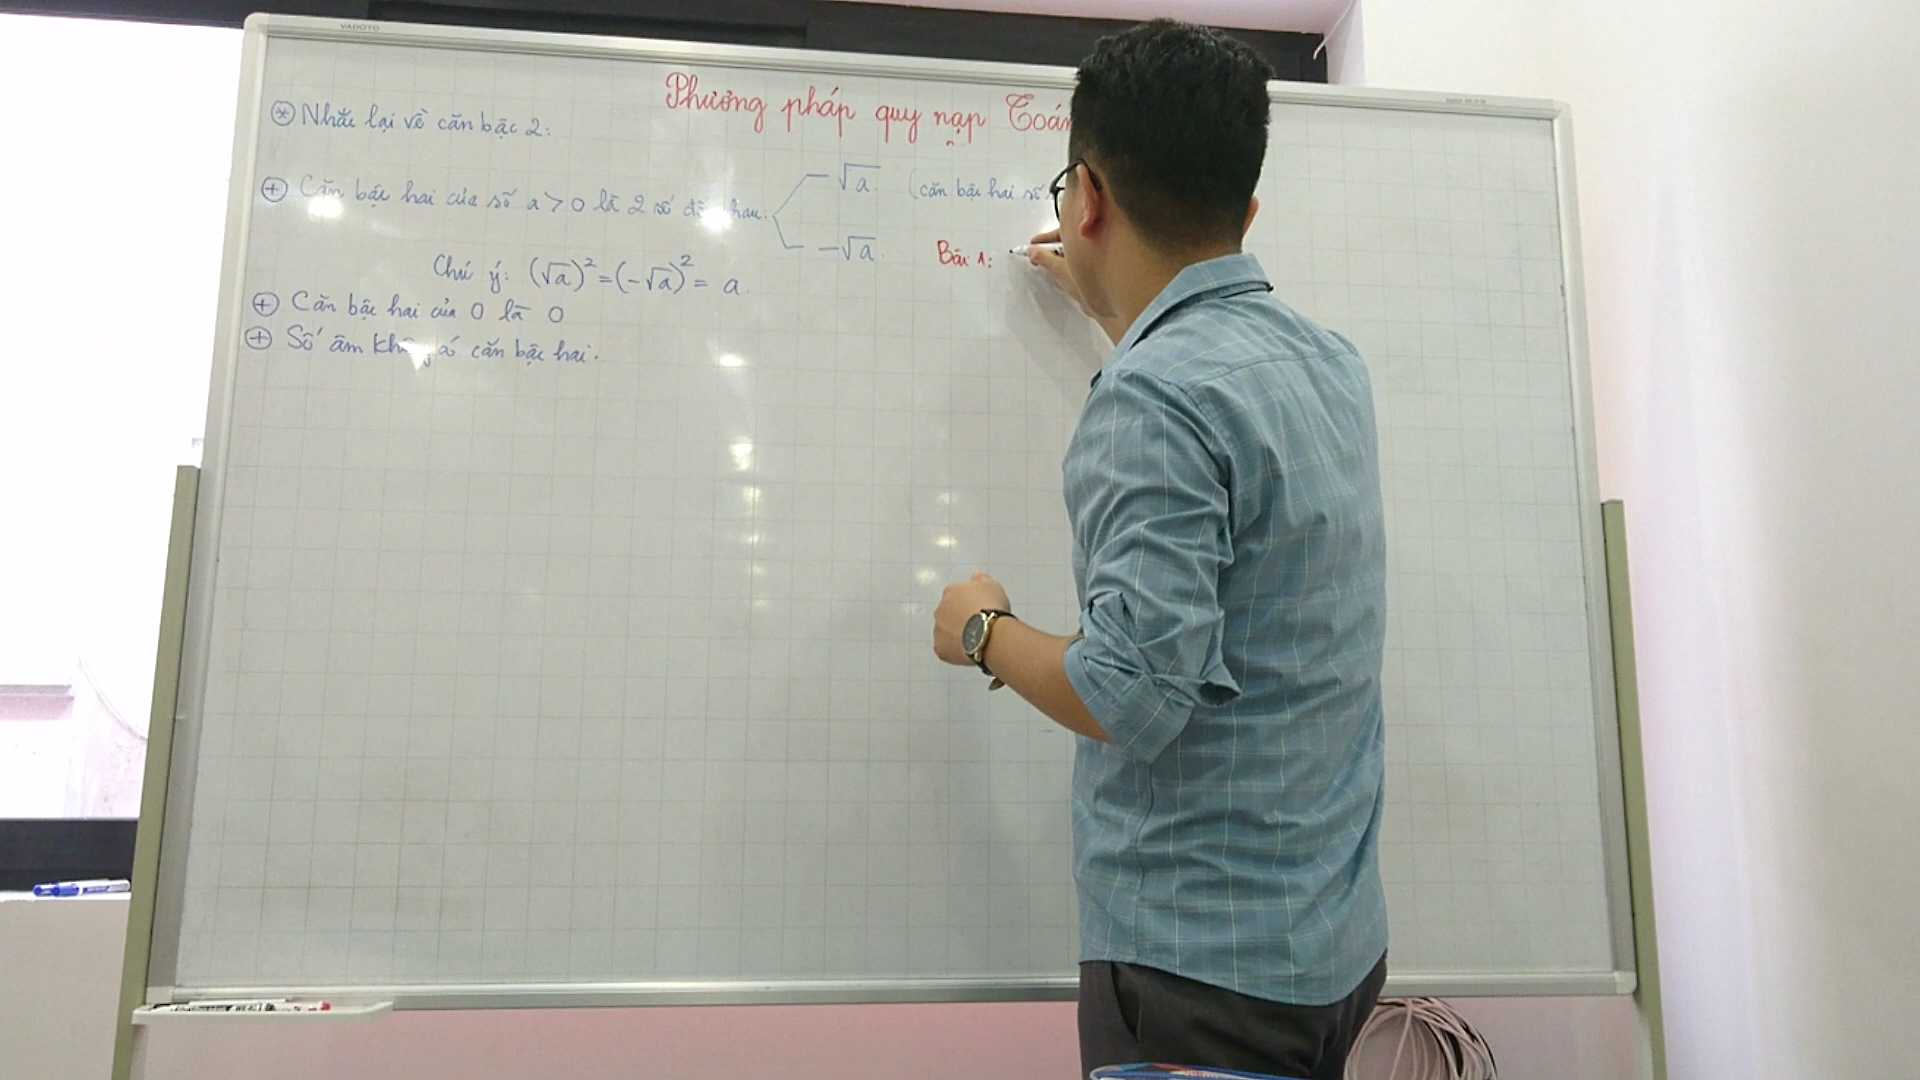 VADOTO
Phương pháp quy nạp Toán
⊛ Nhắc lại về căn bậc 2:
⊕ Căn bậc hai của số a > 0 là 2 số đối nhau:
√a. (căn bậc hai số
-√a.
Bài 1:
Chú ý: (√a)² = (-√a)² = a.
⊕ Căn bậc hai của 0 là 0
⊕ Số âm không có căn bậc hai.